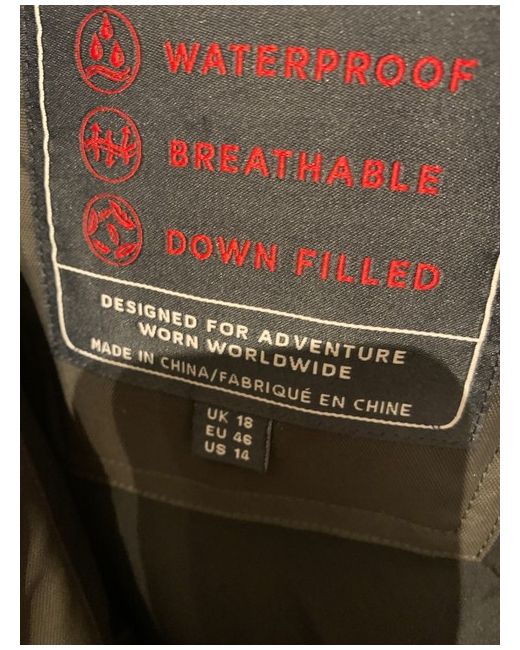 WATERPROOF
BREATHABLE
DOWN FILLED
DESIGNED FOR ADVENTURE
WORN WORLDWIDE
MADE IN CHINA/FABRIQUÉ EN CHINE
UK 18
EU 46
US 14